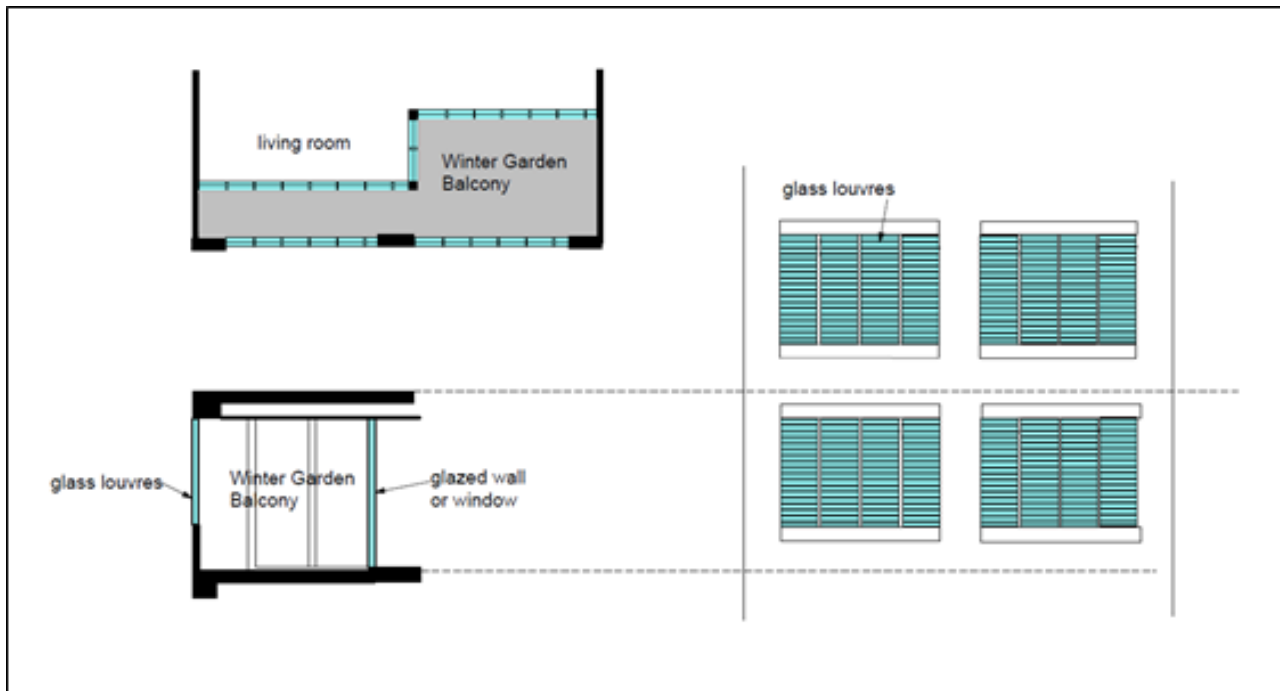 living room
Winter Garden
Balcony
glass louvres
glass louvres
Winter Garden
Balcony
glazed wall
or window